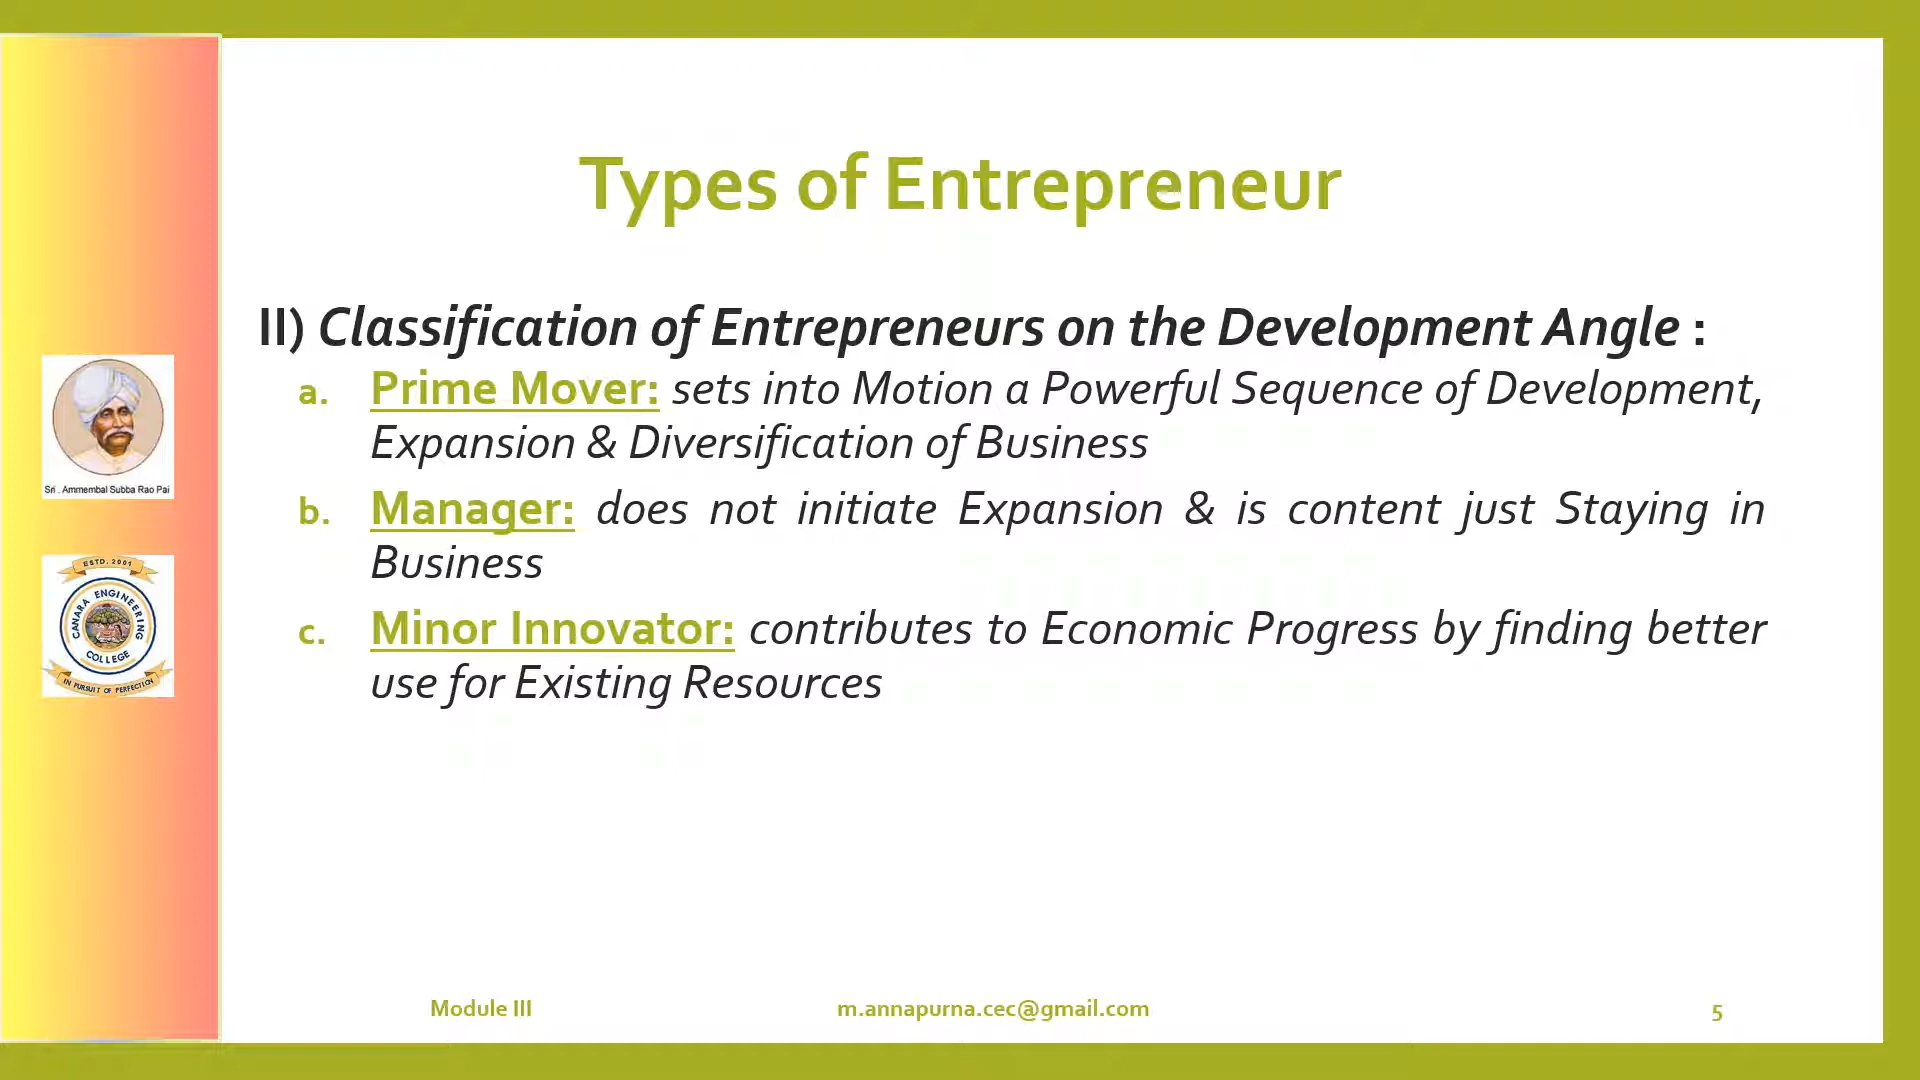 Types of Entrepreneur
II) Classification of Entrepreneurs on the Development Angle :
a. Prime Mover: sets into Motion a Powerful Sequence of Development,
Expansion & Diversification of Business
b. Manager: does not initiate Expansion & is content just Staying in
Business
c. Minor Innovator: contributes to Economic Progress by finding better
use for Existing Resources
Sri . Ammembal Subba Rao Pai
ESTD. 2001
CANARA ENGINEERING
COLLEGE
IN PURSUIT OF PERFECTION
Module III
m.annapurna.cec@gmail.com
5